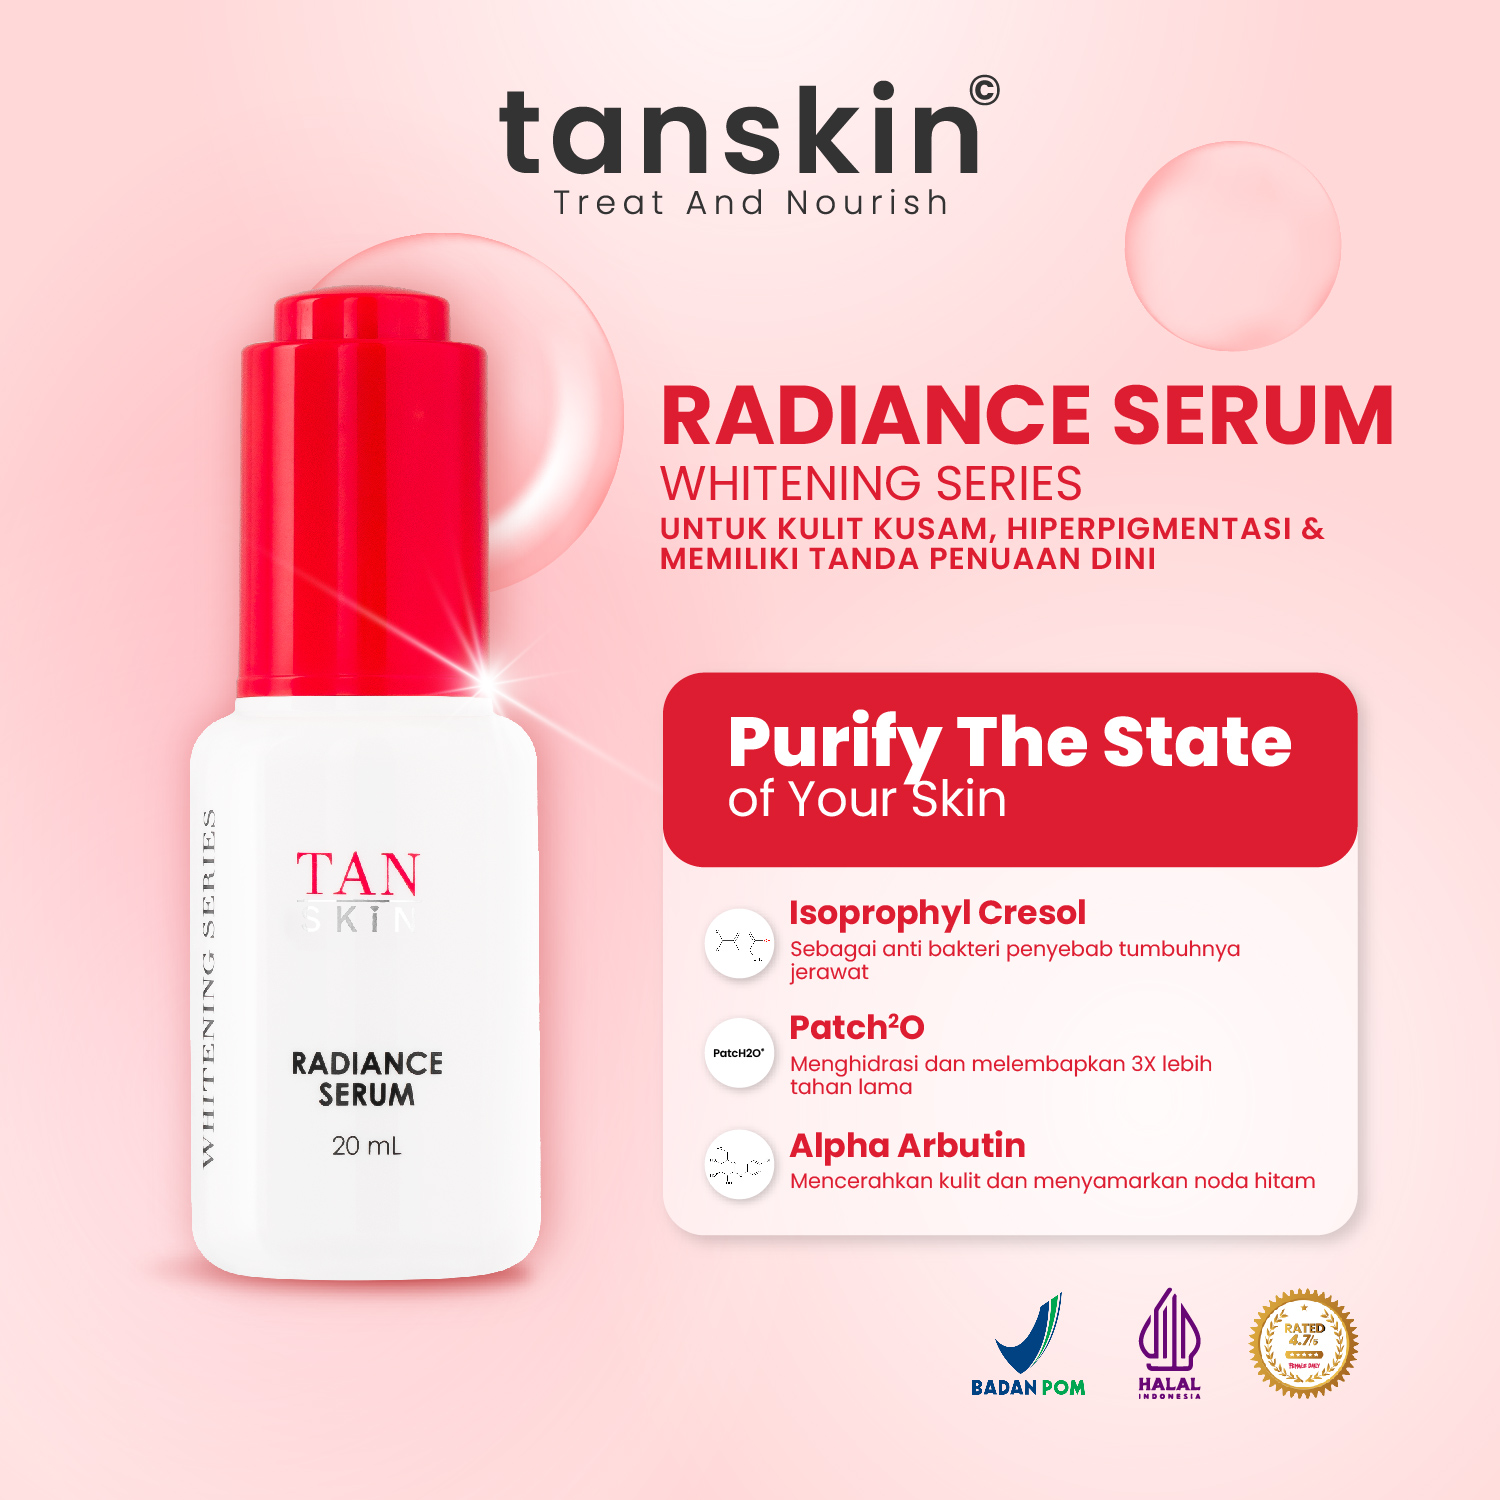 tanskin©
Treat And Nourish
RADIANCE SERUM
WHITENING SERIES
UNTUK KULIT KUSAM, HIPERPIGMENTASI &
MEMILIKI TANDA PENUAAN DINI
WHITENING SERIES
TAN
SKiN
RADIANCE
SERUM
20 mL
Purify The State
of Your Skin
Isoprophyl Cresol
Sebagai anti bakteri penyebab tumbuhnya
jerawat
PatcH2O*
Patch²O
Menghidrasi dan melembapkan 3X lebih
tahan lama
Alpha Arbutin
Mencerahkan kulit dan menyamarkan noda hitam
BADAN POM
HALAL
INDONESIA
RATED
4.7/5
FEMALE DAILY